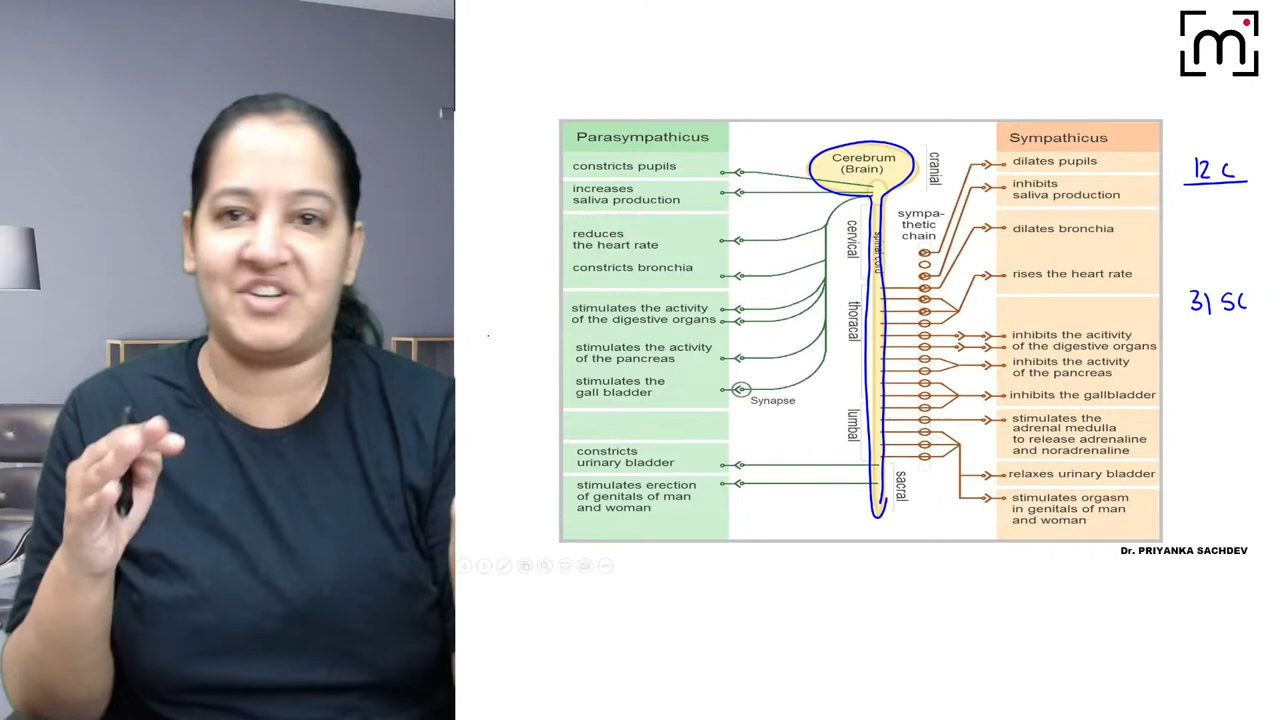 m
Parasympathicus
constricts pupils
increases
saliva production
reduces
the heart rate
constricts bronchia
stimulates the activity
of the digestive organs
stimulates the activity
of the pancreas
stimulates the
gall bladder
constricts
urinary bladder
stimulates erection
of genitals of man
and woman
Synapse
Cerebrum
(Brain)
spinal cord
cranial
cervical
thoracal
lumbal
sacral
sympa-
thetic
chain
Sympathicus
dilates pupils
inhibits
saliva production
dilates bronchia
rises the heart rate
inhibits the acitivity
of the digestive organs
inhibits the activity
of the pancreas
inhibits the gallbladder
stimulates the
adrenal medulla
to release adrenaline
and noradrenaline
relaxes urinary bladder
stimulates orgasm
in genitals of man
and woman
12 C
31 SC
Dr. PRIYANKA SACHDEV